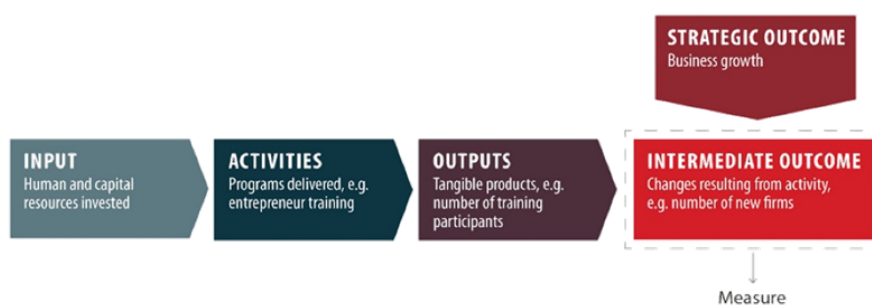 STRATEGIC OUTCOME
Business growth
INPUT
Human and capital
resources invested
ACTIVITIES
Programs delivered, e.g.
entrepreneur training
OUTPUTS
Tangible products, e.g.
number of training
participants
INTERMEDIATE OUTCOME
Changes resulting from activity,
e.g. number of new firms
Measure